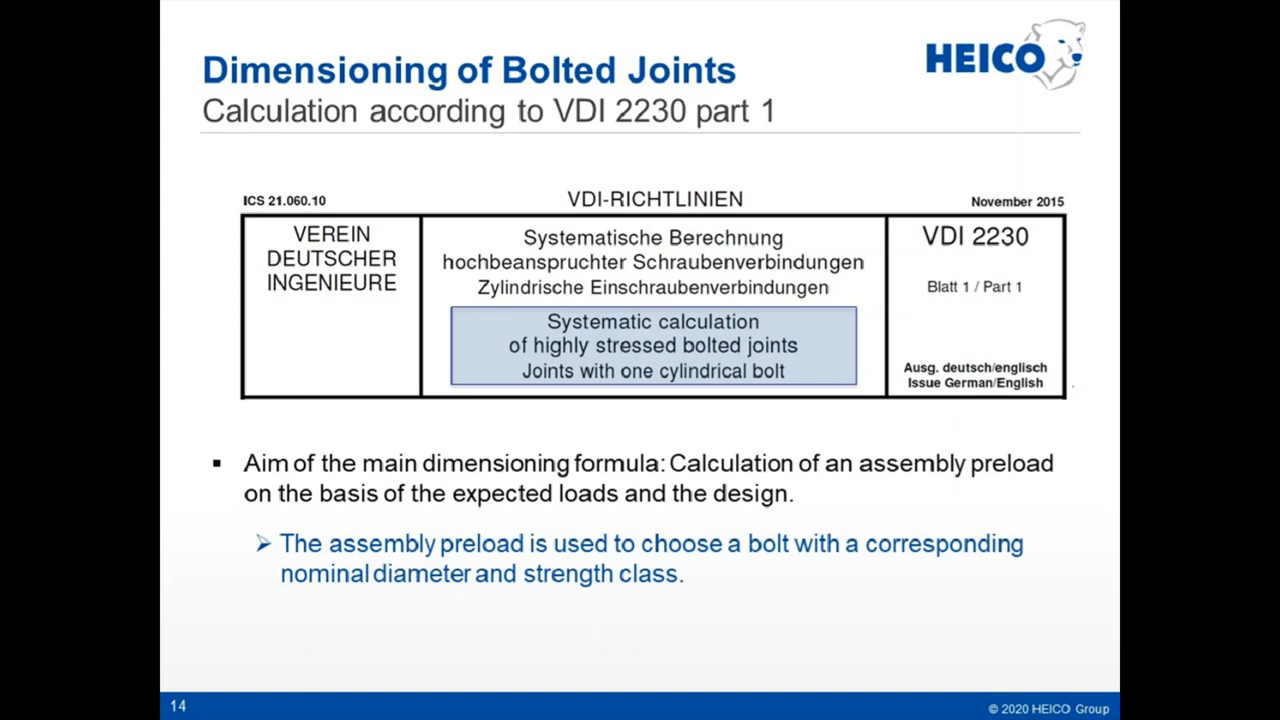 Dimensioning of Bolted Joints
Calculation according to VDI 2230 part 1
HEICO
ICS 21.060.10
VDI-RICHTLINIEN
November 2015
VEREIN
DEUTSCHER
INGENIEURE
Systematische Berechnung
hochbeanspruchter Schraubenverbindungen
Zylindrische Einschraubenverbindungen
Systematic calculation
of highly stressed bolted joints
Joints with one cylindrical bolt
VDI 2230
Blatt 1 / Part 1
Ausg. deutsch/englisch
Issue German/English
▪ Aim of the main dimensioning formula: Calculation of an assembly preload
on the basis of the expected loads and the design.
➢ The assembly preload is used to choose a bolt with a corresponding
nominal diameter and strength class.
14
© 2020 HEICO Group